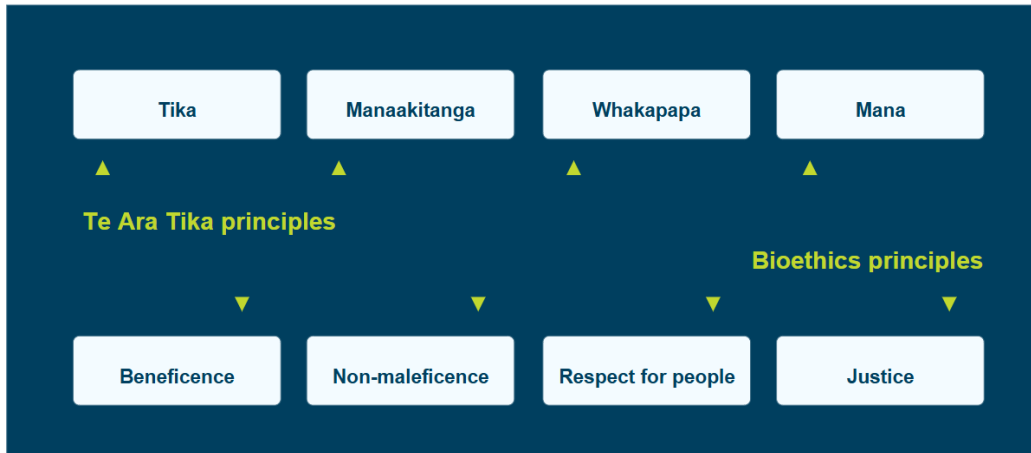 Tika
Manaakitanga
Whakapapa
Mana
Te Ara Tika principles
Bioethics principles
Beneficence
Non-maleficence
Respect for people
Justice